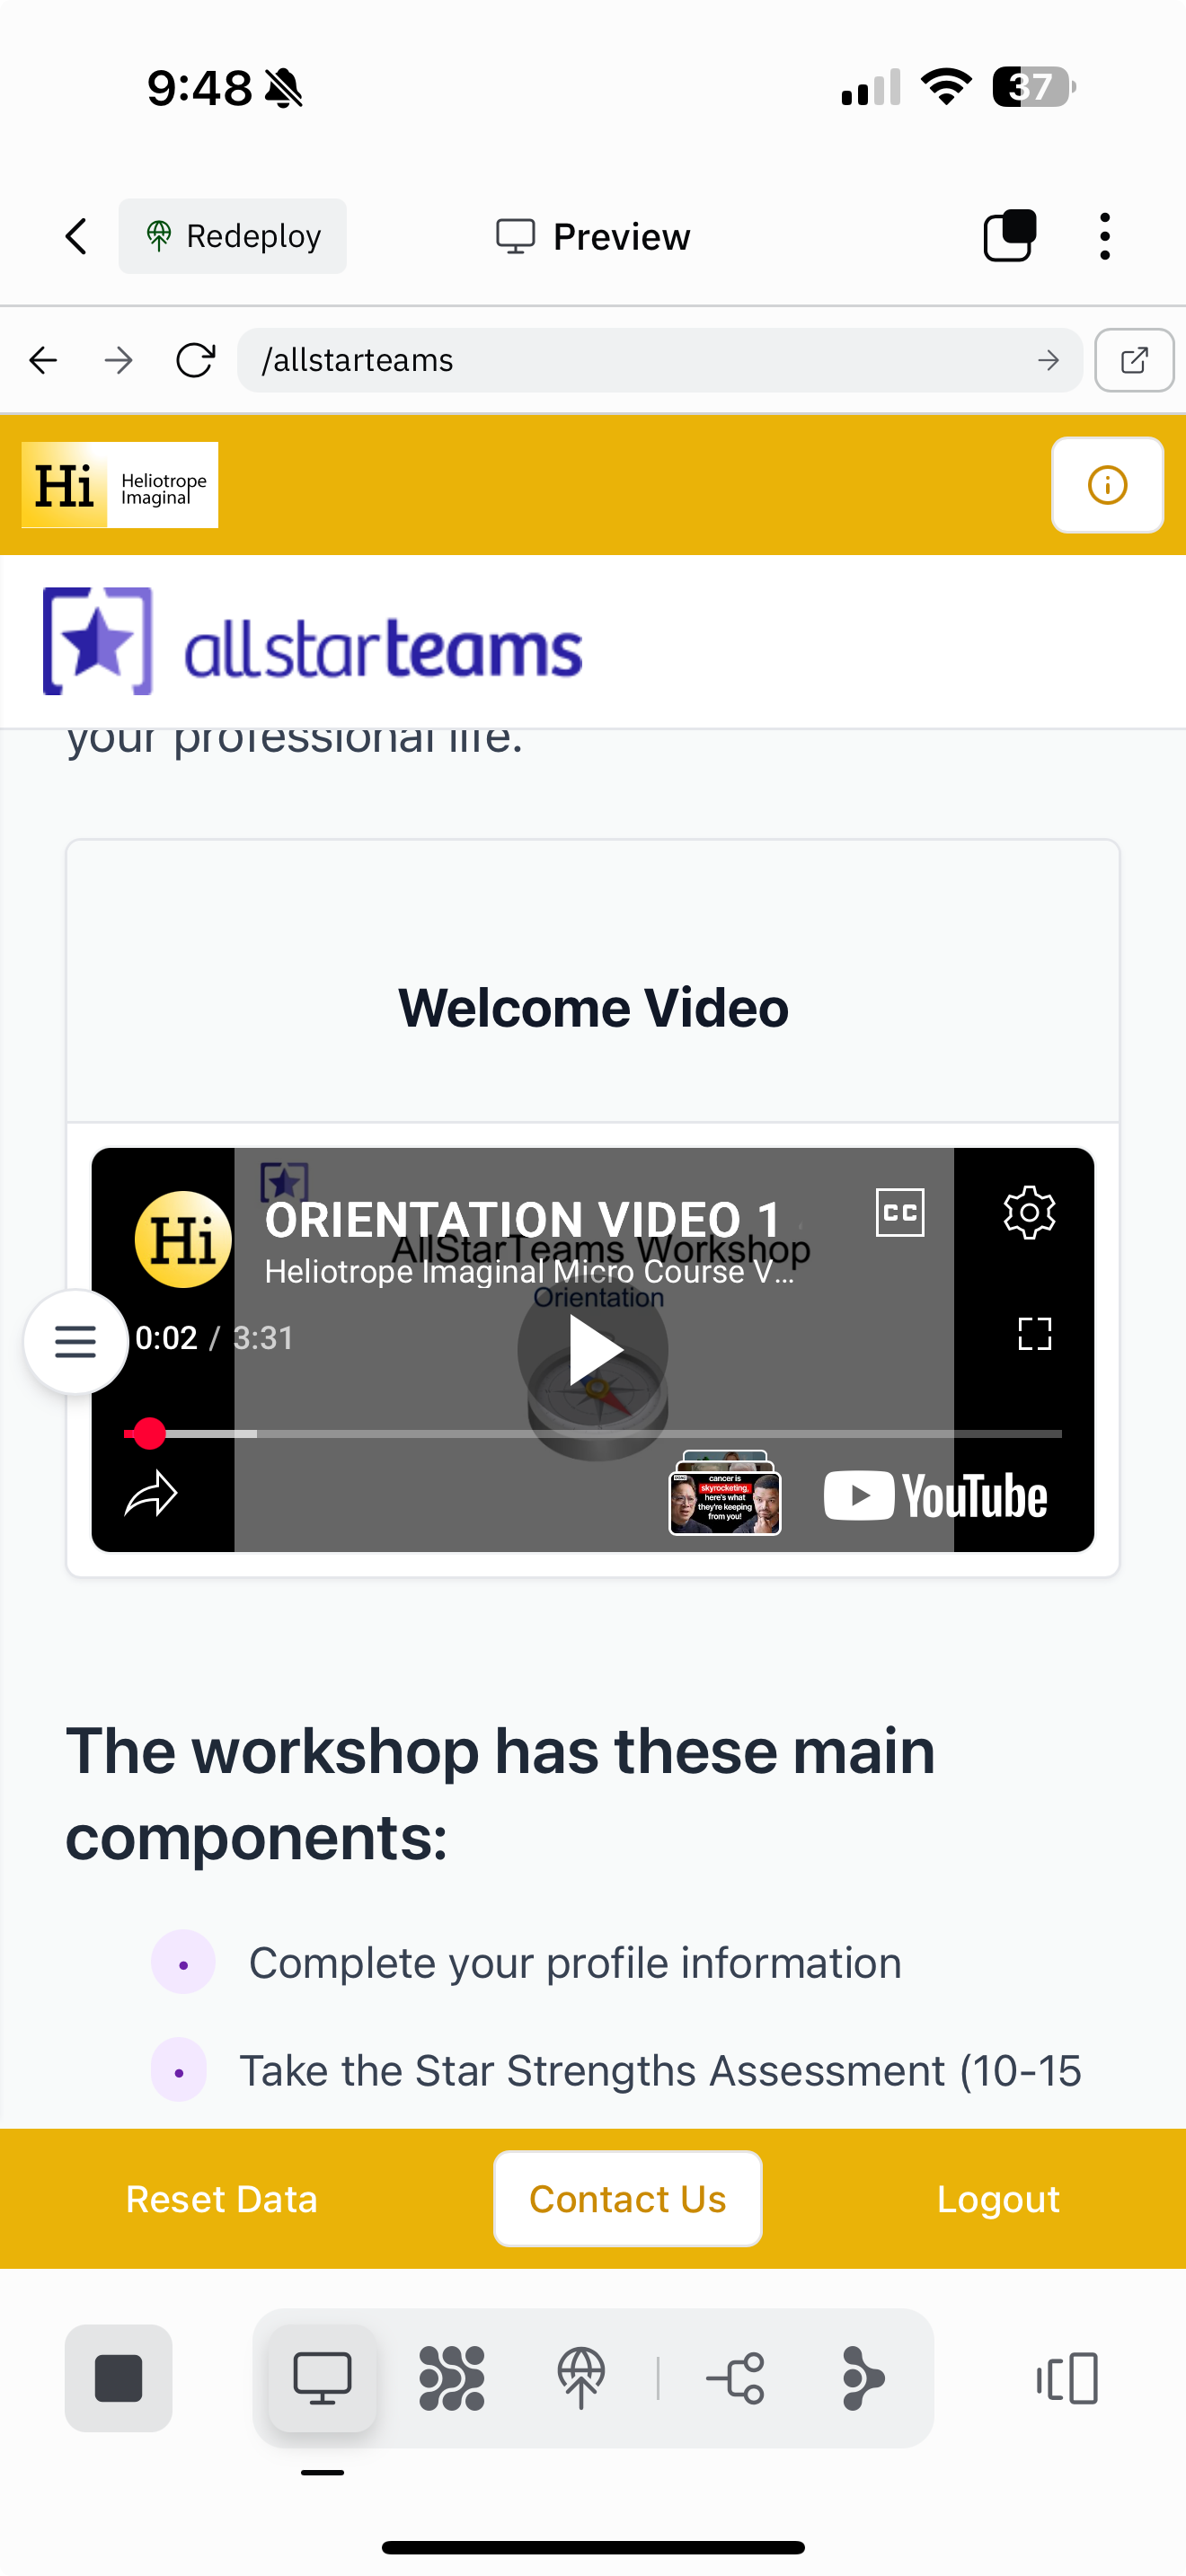 9:48
37
Redeploy
Preview
/allstarteams
Hi Heliotrope
Imaginal
allstarteams
your professional life.
Welcome Video
Hi
ORIENTATION VIDEO 1
CC
AllStarTeams Workshop
Heliotrope Imaginal Micro Course V...
Orientation
0:02 / 3:31
cancer is
skyrocketing,
here's what
they're keeping
from you!
YouTube
The workshop has these main
components:
• Complete your profile information
• Take the Star Strengths Assessment (10-15
Reset Data
Contact Us
Logout